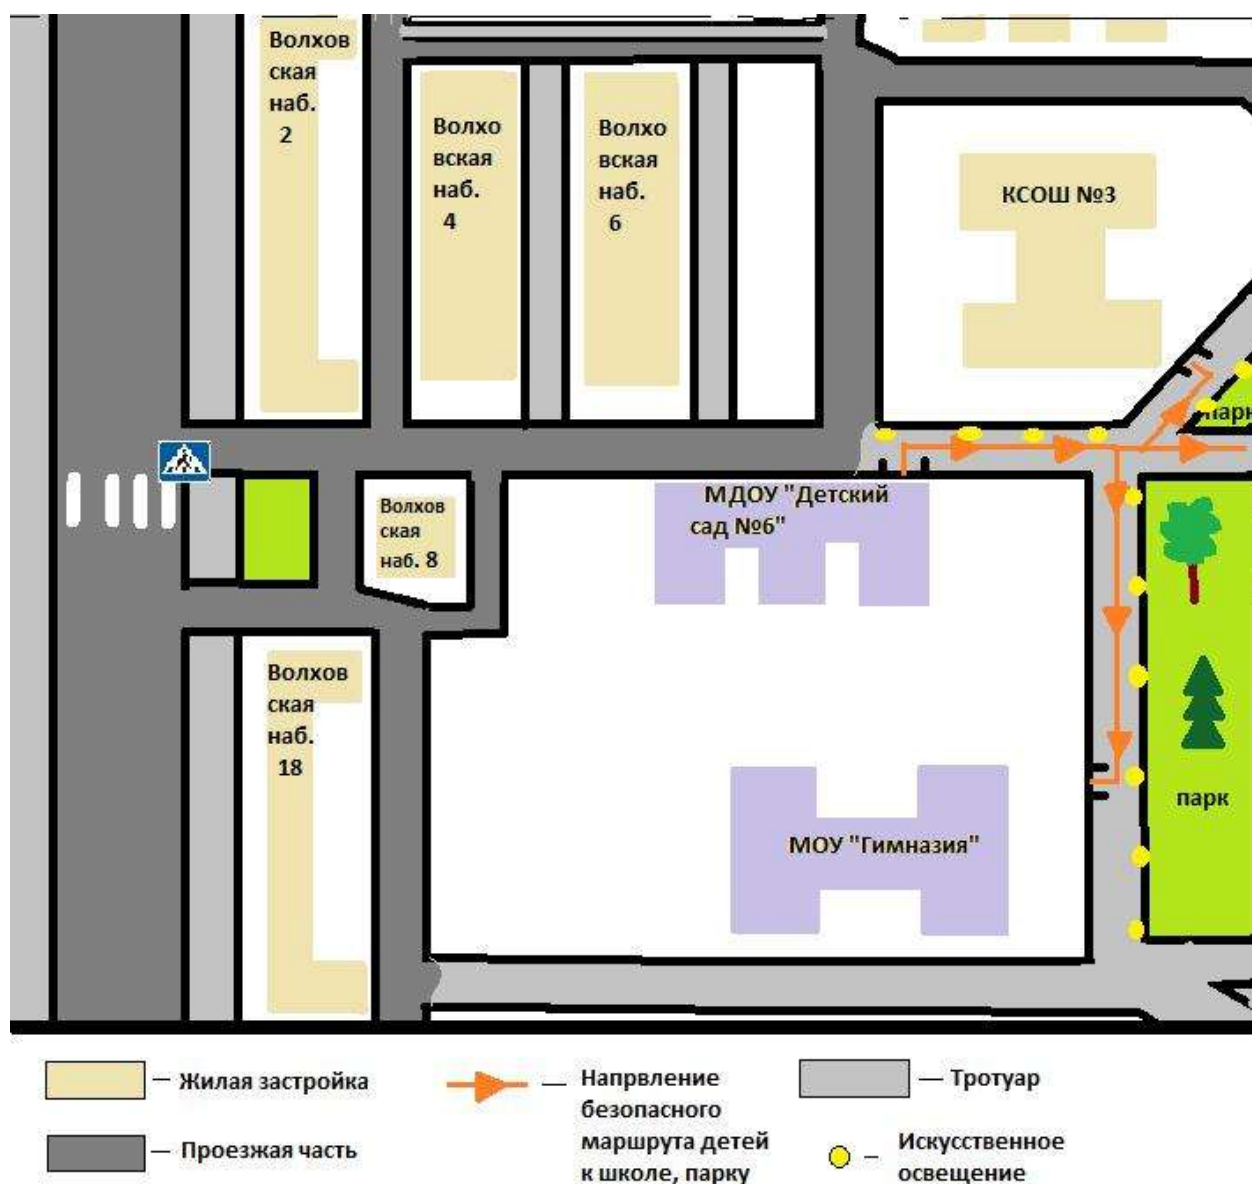 Волхов
ская
наб.
2
Волхо
вская
наб.
4
Волхо
вская
наб.
6
КСОШ №3
парк
МДОУ "Детский
сад №6"
Волхов
ская
наб. 8
Волхов
ская
наб.
18
парк
МОУ "Гимназия"
— Жилая застройка
— Проезжая часть
— Напрвление
безопасного
маршрута детей
к школе, парку
— Тротуар
– Искусственное
освещение